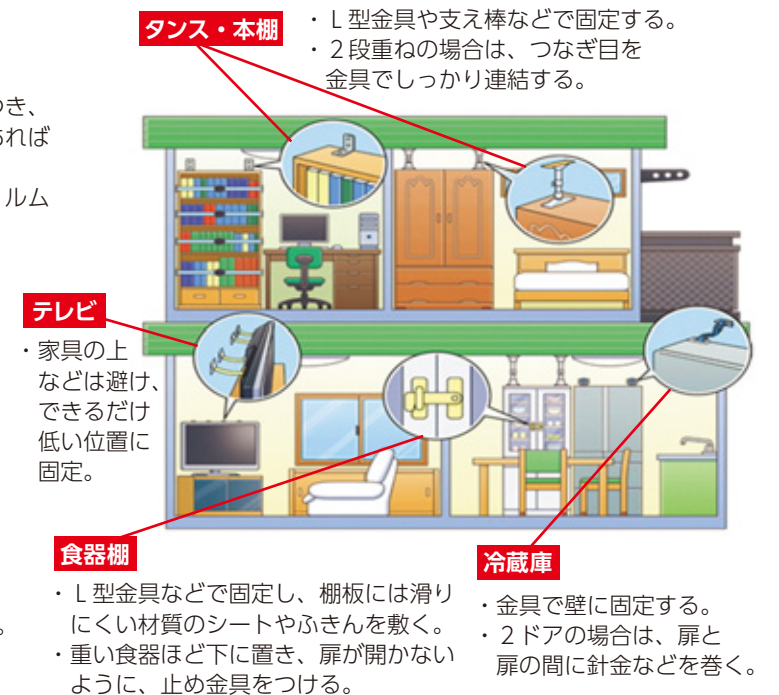 タンス・本棚
・Ｌ型金具や支え棒などで固定する。
・２段重ねの場合は、つなぎ目を
金具でしっかり連結する。
き、
あれば
ルム
テレビ
・家具の上
などは避け、
できるだけ
低い位置に
固定。
食器棚
・Ｌ型金具などで固定し、棚板には滑り
にくい材質のシートやふきんを敷く。
・重い食器ほど下に置き、扉が開かない
ように、止め金具をつける。
。
冷蔵庫
・金具で壁に固定する。
・２ドアの場合は、扉と
扉の間に針金などを巻く。